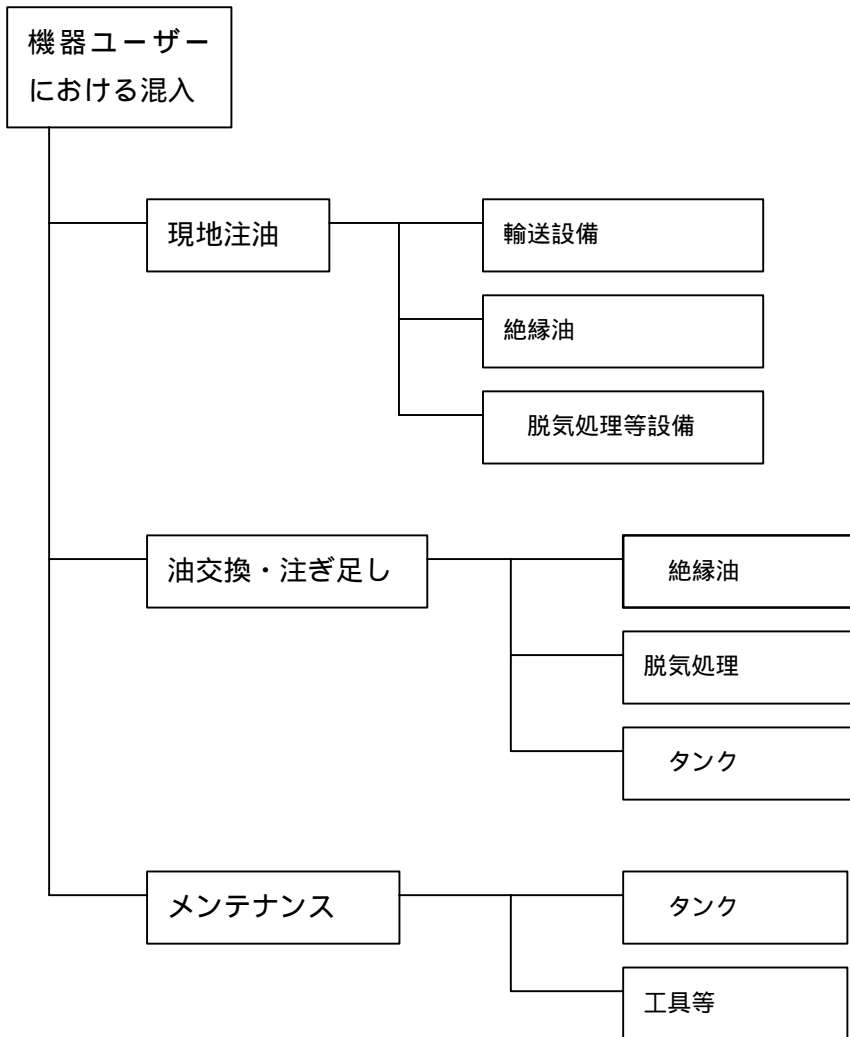 機器ユーザー
における混入
現地注油
輸送設備
絶縁油
脱気処理等設備
油交換・注ぎ足し
絶縁油
脱気処理
タンク
メンテナンス
タンク
工具等